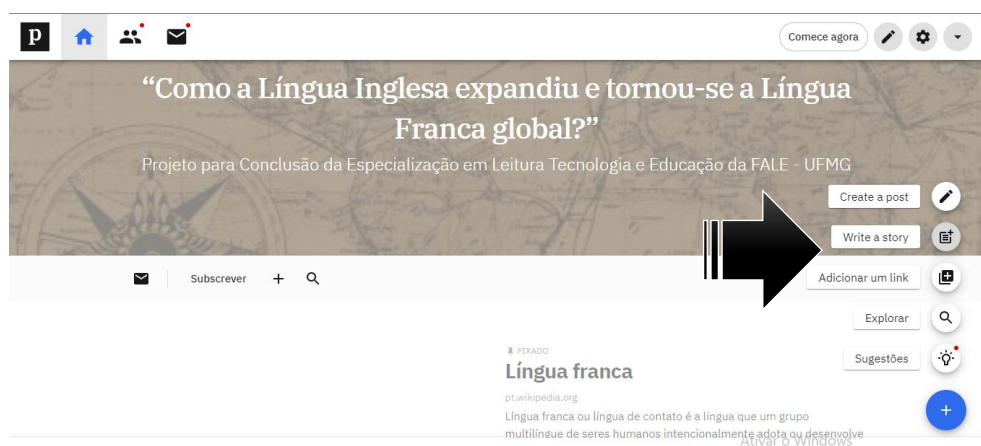 p
Comece agora
“Como a Língua Inglesa expandiu e tornou-se a Língua
Franca global?”
Projeto para Conclusão da Especialização em Leitura Tecnologia e Educação da FALE - UFMG
Create a post
Write a story
Subscrever
Adicionar um link
Explorar
Sugestões
FIXADO
Língua franca
pt.wikipedia.org
Língua franca ou língua de contato é a língua que um grupo
multilíngue de seres humanos intencionalmente adota ou desenvolve
Ativar o Windows